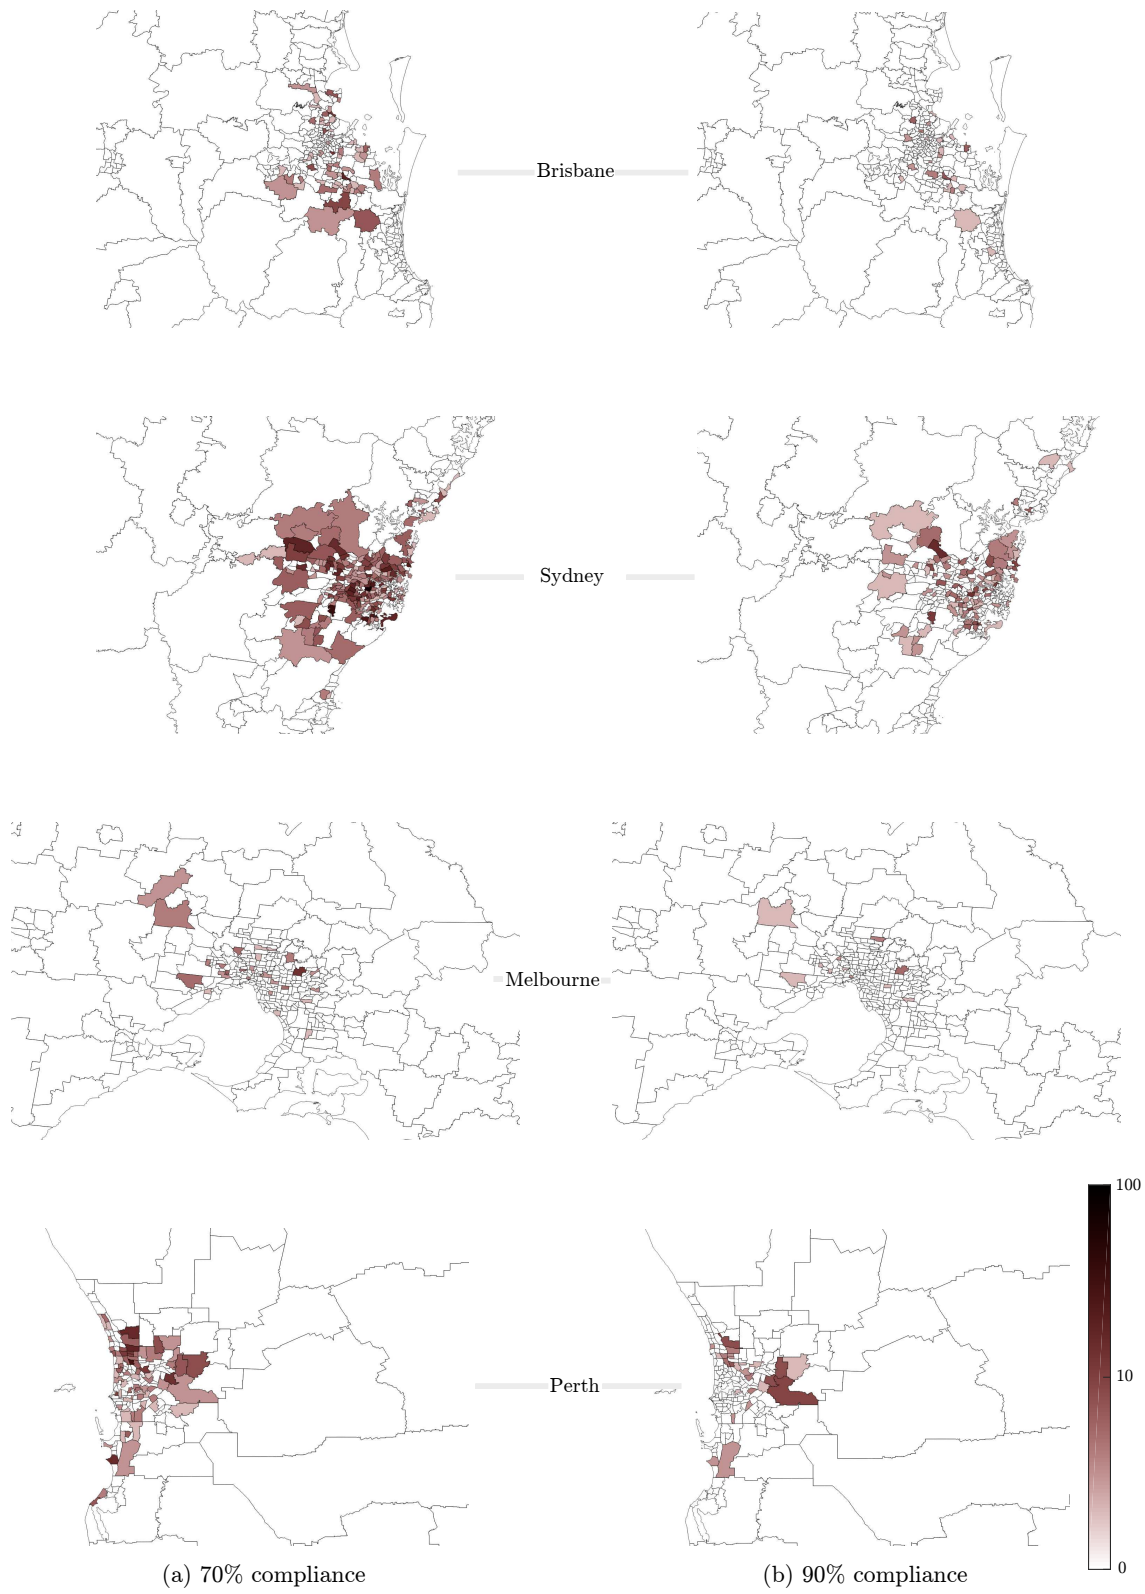 Brisbane
Sydney
Melbourne
100
10
Perth
0
(a) 70% compliance
(b) 90% compliance